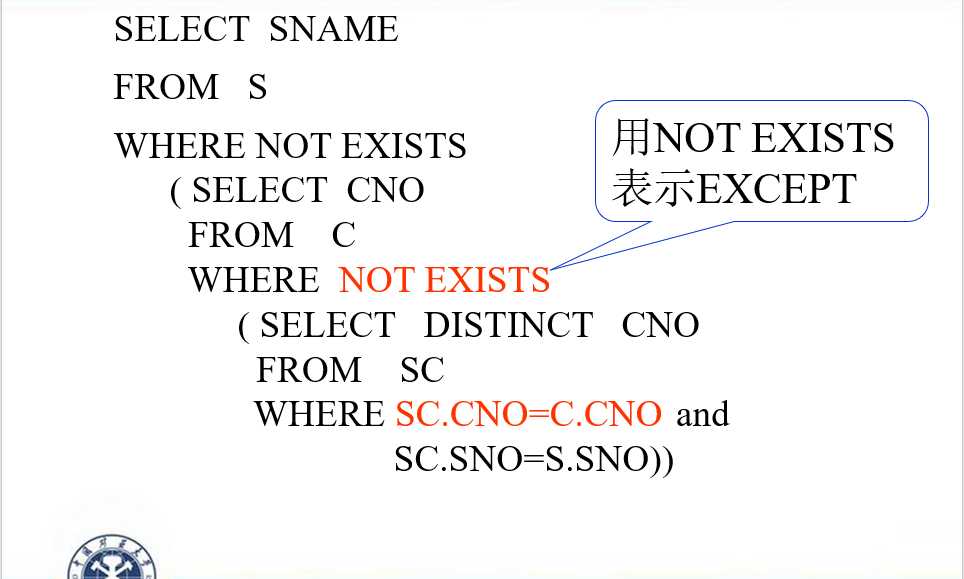 SELECT SNAME
FROM S
WHERE NOT EXISTS
( SELECT CNO
FROM C
WHERE NOT EXISTS
( SELECT DISTINCT CNO
FROM SC
WHERE SC.CNO=C.CNO and
SC.SNO=S.SNO))
用NOT EXISTS
表示EXCEPT